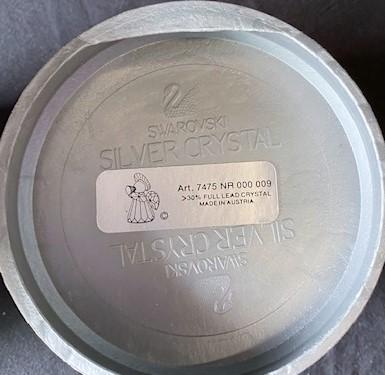 SWAROVSKI
SILVER CRYSTAL
Art. 7475 NR 000 009
>30% FULL LEAD CRYSTAL
MADE IN AUSTRIA
©
SILVER CRYSTAL
SWAROVSKI